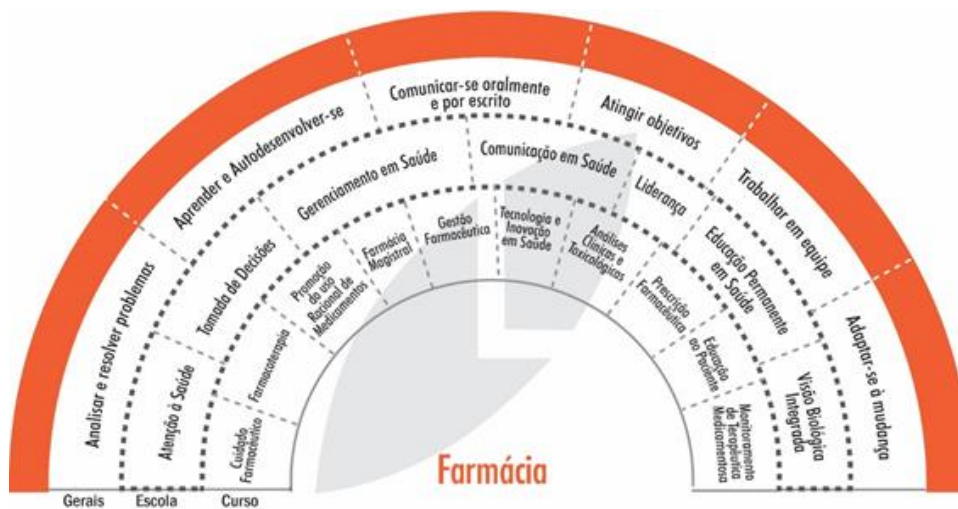 Analisar e resolver problemas
Aprender e Autodesenvolver-se
Comunicar-se oralmente
e por escrito
Atingir objetivos
Trabalhar em equipe
Adaptar-se à mudança
Atenção à Saúde
Tomada de Decisões
Gerenciamento em Saúde
Comunicação em Saúde
Liderança
Educação Permanente
em Saúde
Visão Biológica
Integrada
Cuidado
Farmacêutico
Farmacoterapia
Promoção
do uso
Racional de
Medicamentos
Farmácia
Magistral
Gestão
Farmacêutica
Tecnologia e
Inovação
em Saúde
Análises
Clínicas e
Toxicológicas
Prescrição
Farmacêutica
Educação
ao Paciente
Monitoramento
de Terapêutica
Medicamentosa
Farmácia
Gerais
Escola
Curso